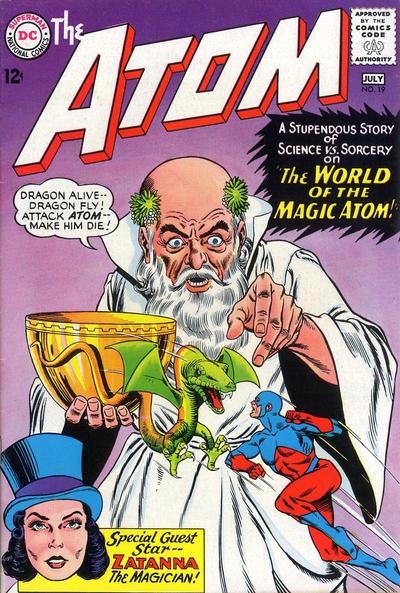 SUPERMAN
DC
NATIONAL COMICS
The
ATOM
12¢
APPROVED
BY THE
COMICS
CODE
CA
AUTHORITY
JULY
NO. 19
A STUPENDOUS STORY
OF
SCIENCE VS. SORCERY
ON
"THE WORLD
OF THE
MAGIC ATOM!"
DRAGON ALIVE--
DRAGON FLY!
ATTACK ATOM--
MAKE HIM DIE!
Special Guest
Star--
ZATANNA
THE MAGICIAN!